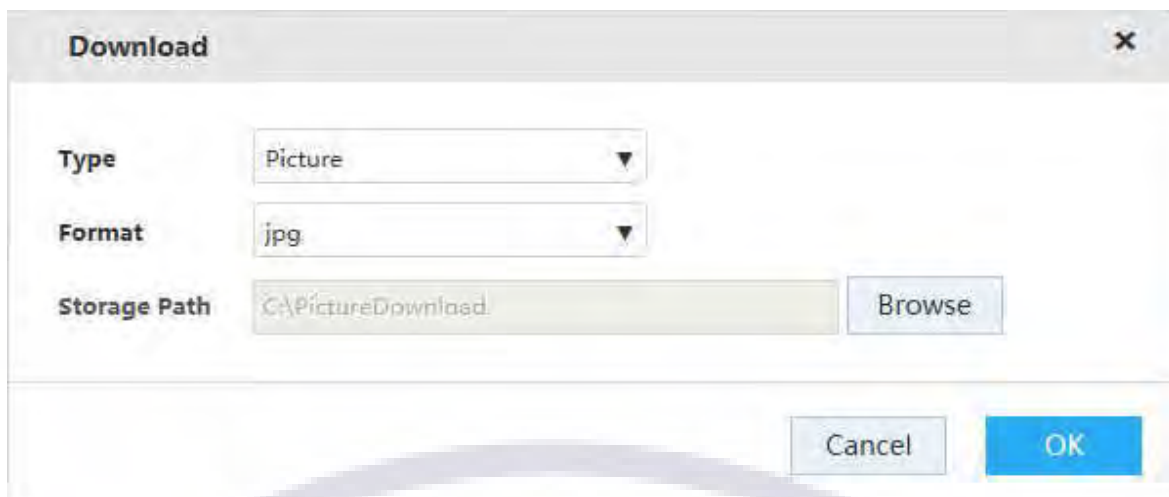 Download
Type Picture
Format jpg
Storage Path C:\PictureDownload Browse
Cancel OK